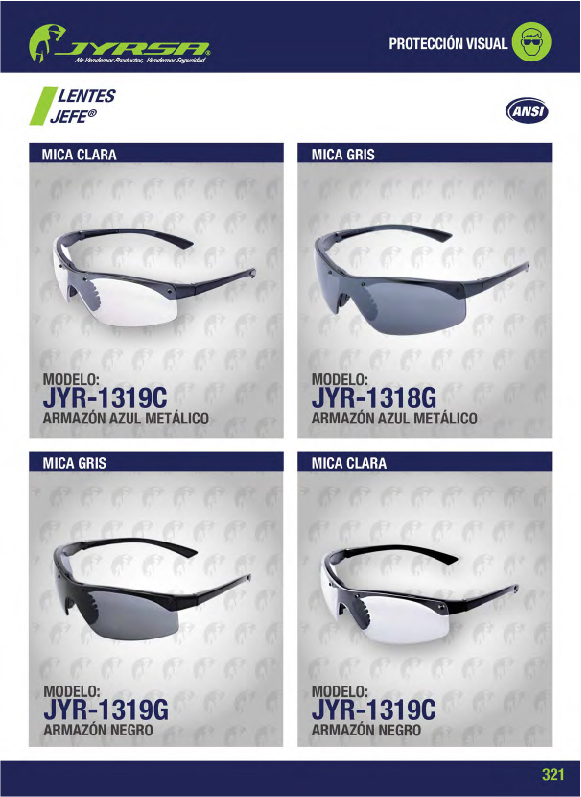 JYRSA®
No Vendemos Productos, Vendemos Seguridad
PROTECCIÓN VISUAL
LENTES
JEFE®
ANSI
MICA CLARA
MODELO:
JYR-1319C
ARMAZÓN AZUL METÁLICO
MICA GRIS
MODELO:
JYR-1318G
ARMAZÓN AZUL METÁLICO
MICA GRIS
MODELO:
JYR-1319G
ARMAZÓN NEGRO
MICA CLARA
MODELO:
JYR-1319C
ARMAZÓN NEGRO
321